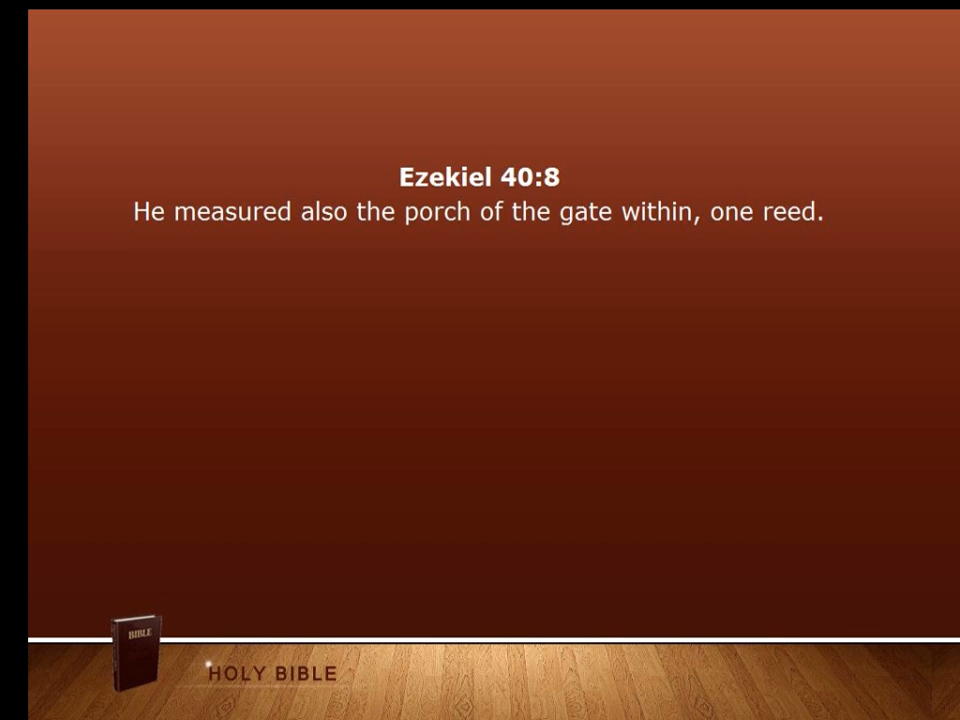 Ezekiel 40:8
He measured also the porch of the gate within, one reed.
BIBLE
HOLY BIBLE